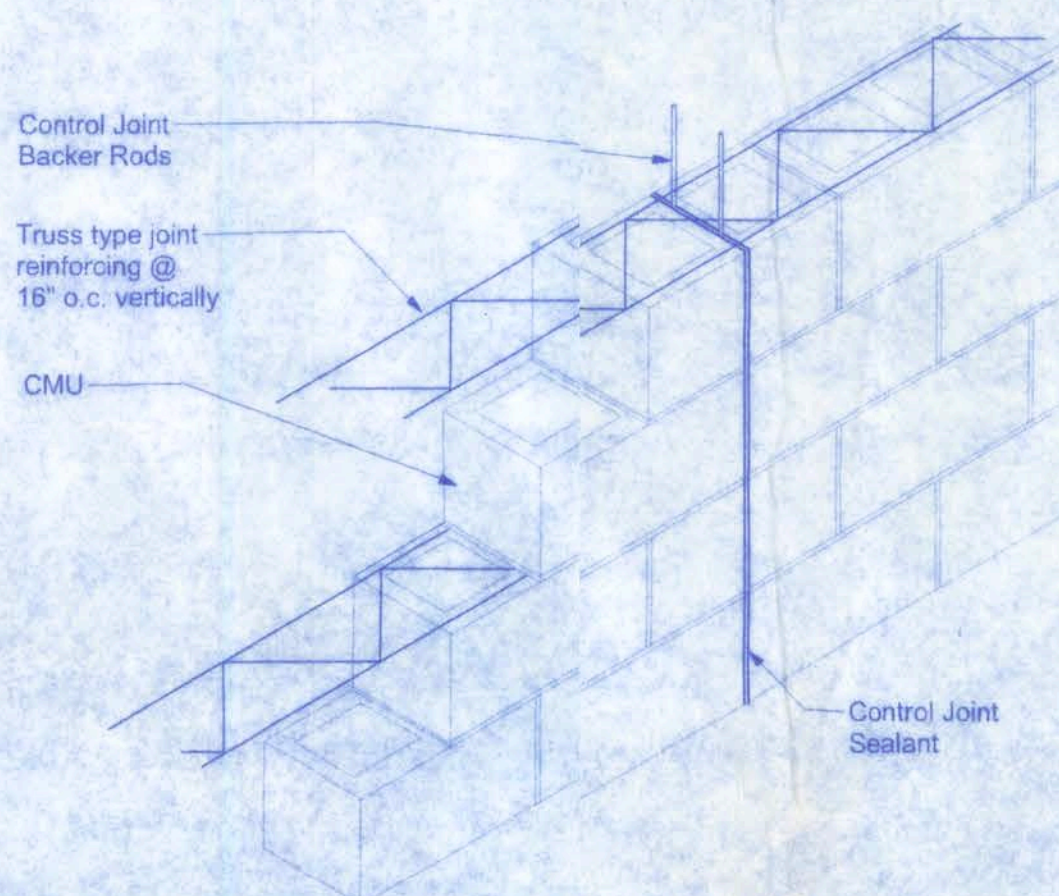 Control Joint
Backer Rods
Truss type joint
reinforcing @
16" o.c. vertically
CMU
Control Joint
Sealant